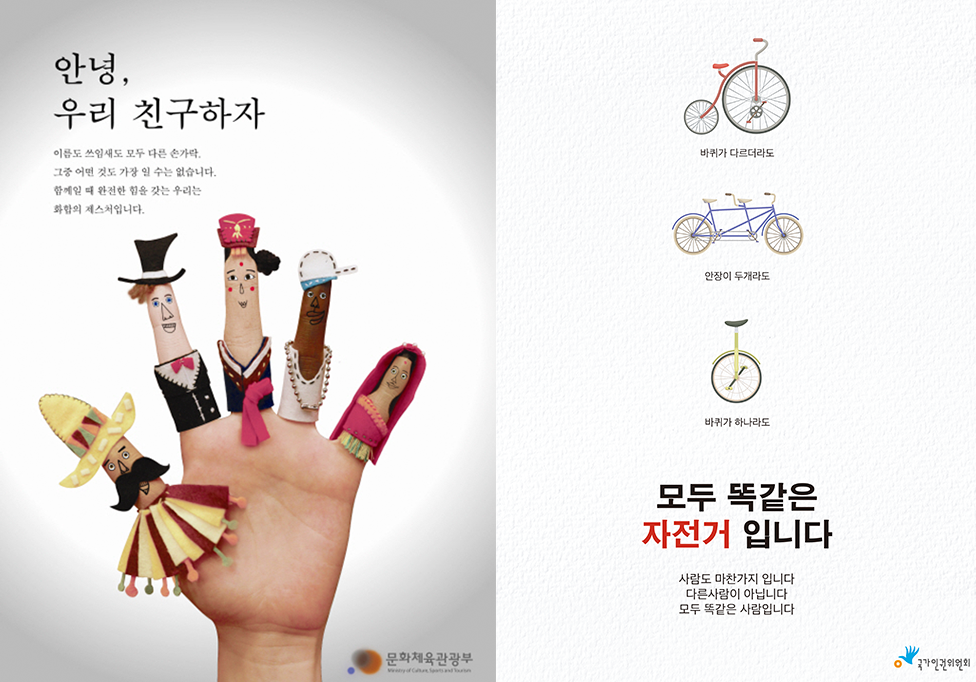 안녕,
우리 친구하자
이름도 쓰임새도 모두 다른 손가락.
그중 어떤 것도 가장 일 수는 없습니다.
함께일 때 완전한 힘을 갖는 우리는
화합의 제스처입니다.
문화체육관광부
Ministry of Culture, Sports and Tourism
바퀴가 다르더라도
안장이 두개라도
바퀴가 하나라도
모두 똑같은
자전거 입니다
사람도 마찬가지 입니다
다른사람이 아닙니다
모두 똑같은 사람입니다
국가인권위원회